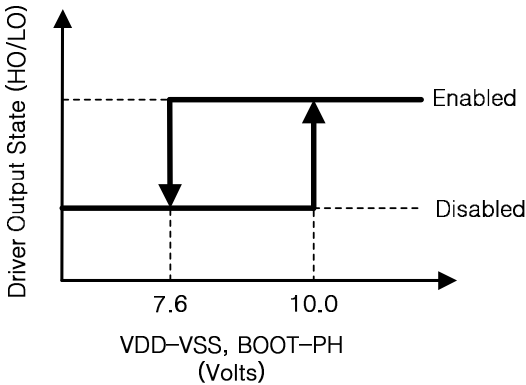 Driver Output State (HO/LO)
Enabled
Disabled
7.6
10.0
VDD-VSS, BOOT-PH
(Volts)